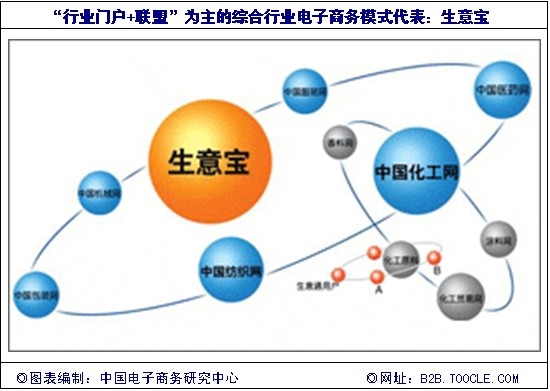 “行业门户+联盟”为主的综合行业电子商务模式代表：生意宝
中国服装网
中国医药网
生意宝
香料网
中国化工网
中国机械网
涂料网
中国纺织网
化工原料
B
生意通用户
A
中国包装网
化工贸易网
◎图表编制：中国电子商务研究中心
◎网址：B2B.TOOCLE.COM